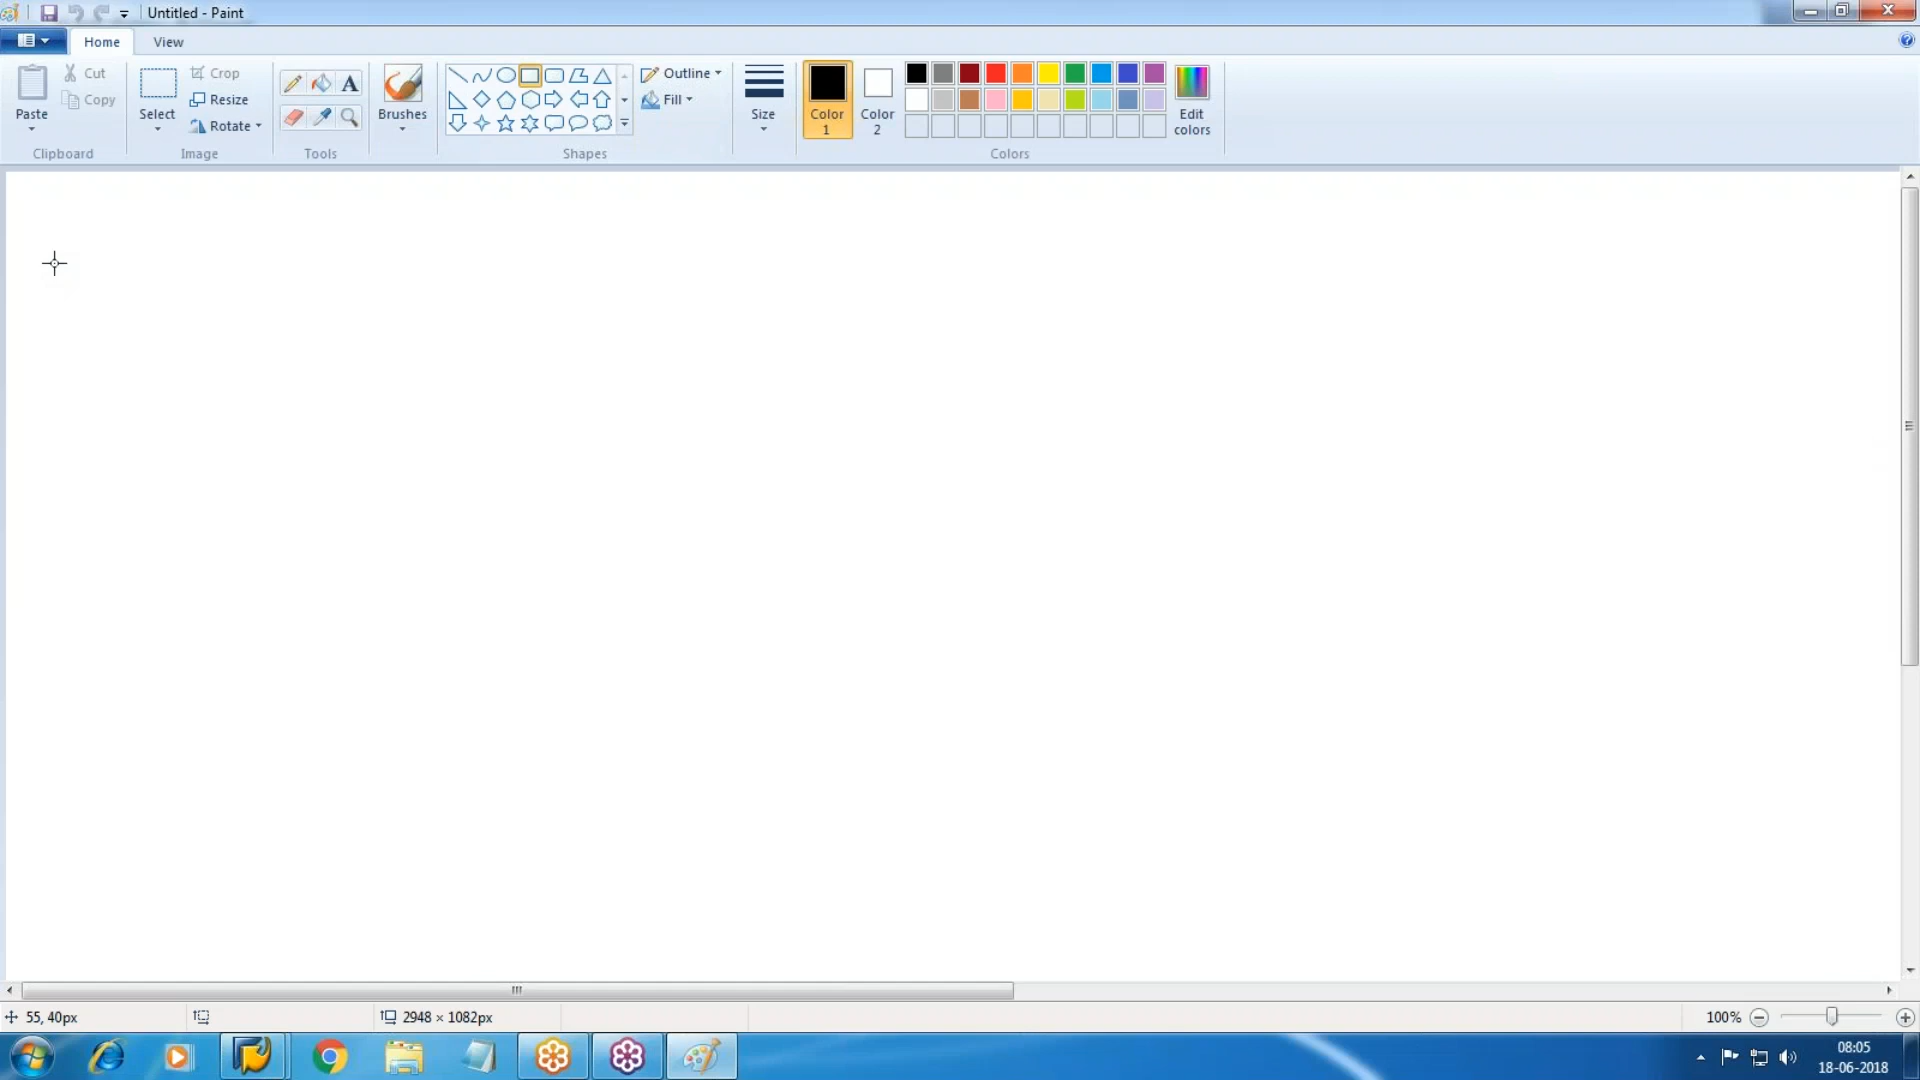 Untitled - Paint
Home View
Paste
Cut
Copy
Clipboard
Select
Crop
Resize
Rotate
Image
A
Tools
Brushes
Shapes
Outline
Fill
Size
Color 1
Color 2
Edit colors
Colors
55, 40px
2948 × 1082px
100%
08:05
18-06-2018